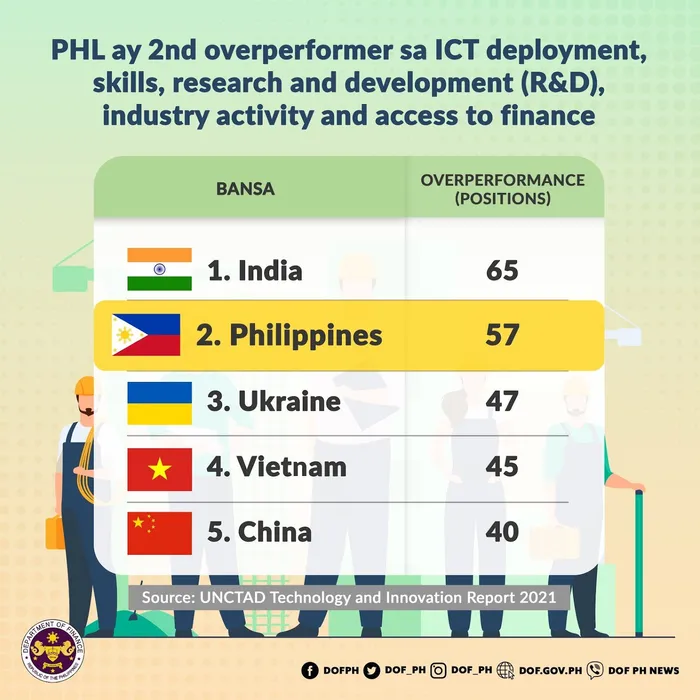 PHL ay 2nd overperformer sa ICT deployment,
skills, research and development (R&D),
industry activity and access to finance
BANSA
OVERPERFORMANCE
(POSITIONS)
1. India 65
2. Philippines 57
3. Ukraine 47
4. Vietnam 45
5. China 40
Source: UNCTAD Technology and Innovation Report 2021
DEPARTMENT OF FINANCE
REPUBLIC OF THE PHILIPPINES
DOFPH DOF_PH DOF_PH DOF.GOV.PH DOF PH NEWS